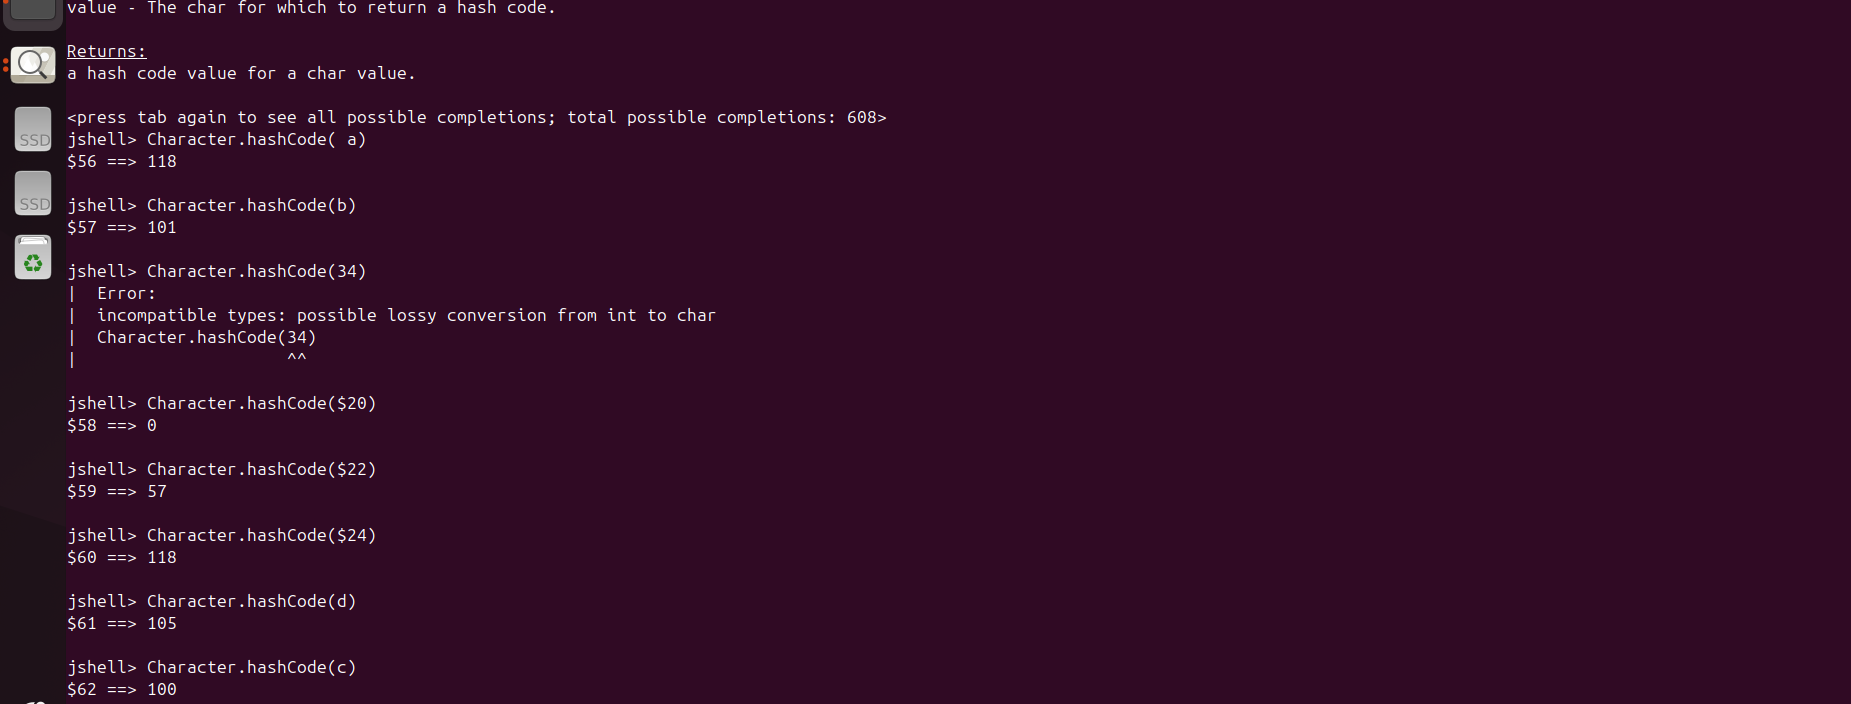 value - The char for which to return a hash code.
Returns:
a hash code value for a char value.
<press tab again to see all possible completions; total possible completions: 608>
jshell> Character.hashCode( a)
$56 ==> 118
jshell> Character.hashCode(b)
$57 ==> 101
jshell> Character.hashCode(34)
|  Error:
|  incompatible types: possible lossy conversion from int to char
|  Character.hashCode(34)
|                     ^^
jshell> Character.hashCode($20)
$58 ==> 0
jshell> Character.hashCode($22)
$59 ==> 57
jshell> Character.hashCode($24)
$60 ==> 118
jshell> Character.hashCode(d)
$61 ==> 105
jshell> Character.hashCode(c)
$62 ==> 100
SSD
SSD